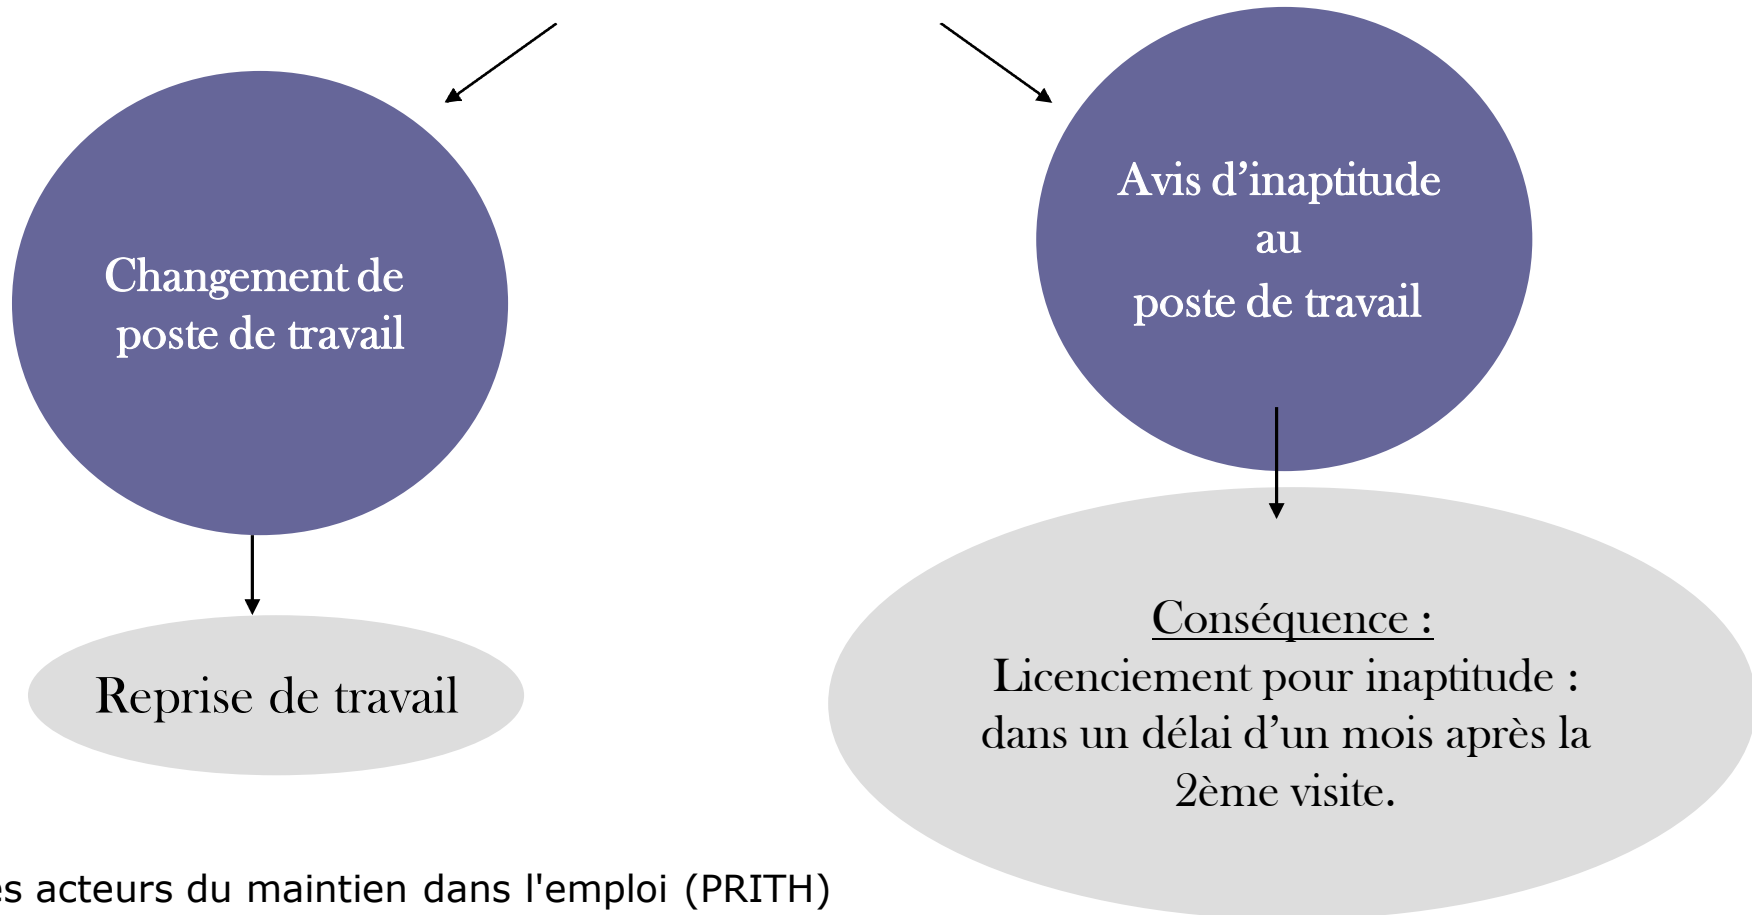 Changement de
poste de travail
Reprise de travail
Avis d’inaptitude
au
poste de travail
Conséquence :
Licenciement pour inaptitude :
dans un délai d’un mois après la
2ème visite.
acteurs du maintien dans l'emploi (PRITH)